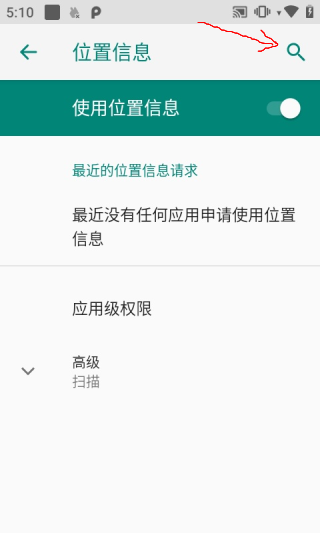 5:10
位置信息
使用位置信息
最近的位置信息请求
最近没有任何应用申请使用位置
信息
应用级权限
高级
扫描